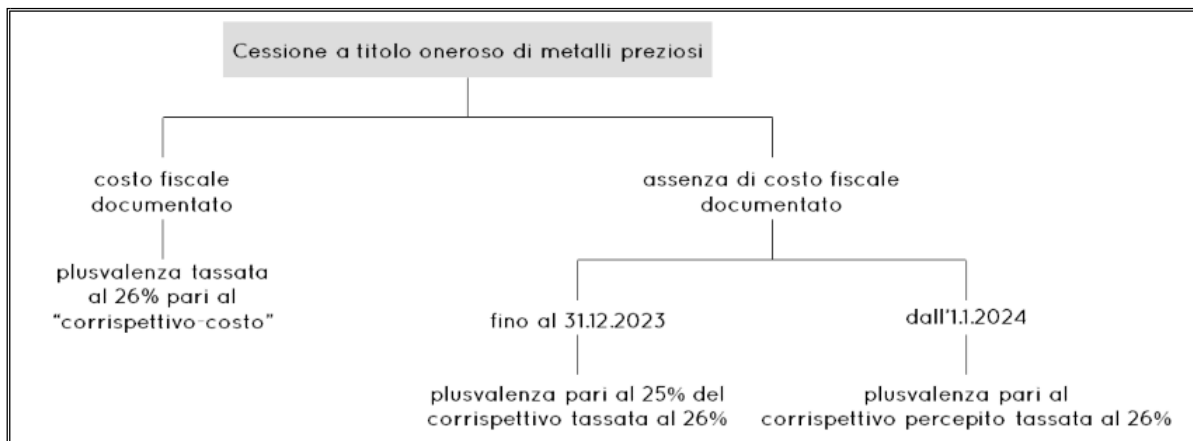 Cessione a titolo oneroso di metalli preziosi
costo fiscale
documentato
assenza di costo fiscale
documentato
plusvalenza tassata
al 26% pari al
“corrispettivo-costo”
fino al 31.12.2023
dall'1.1.2024
plusvalenza pari al 25% del
corrispettivo tassata al 26%
plusvalenza pari al
corrispettivo percepito tassata al 26%